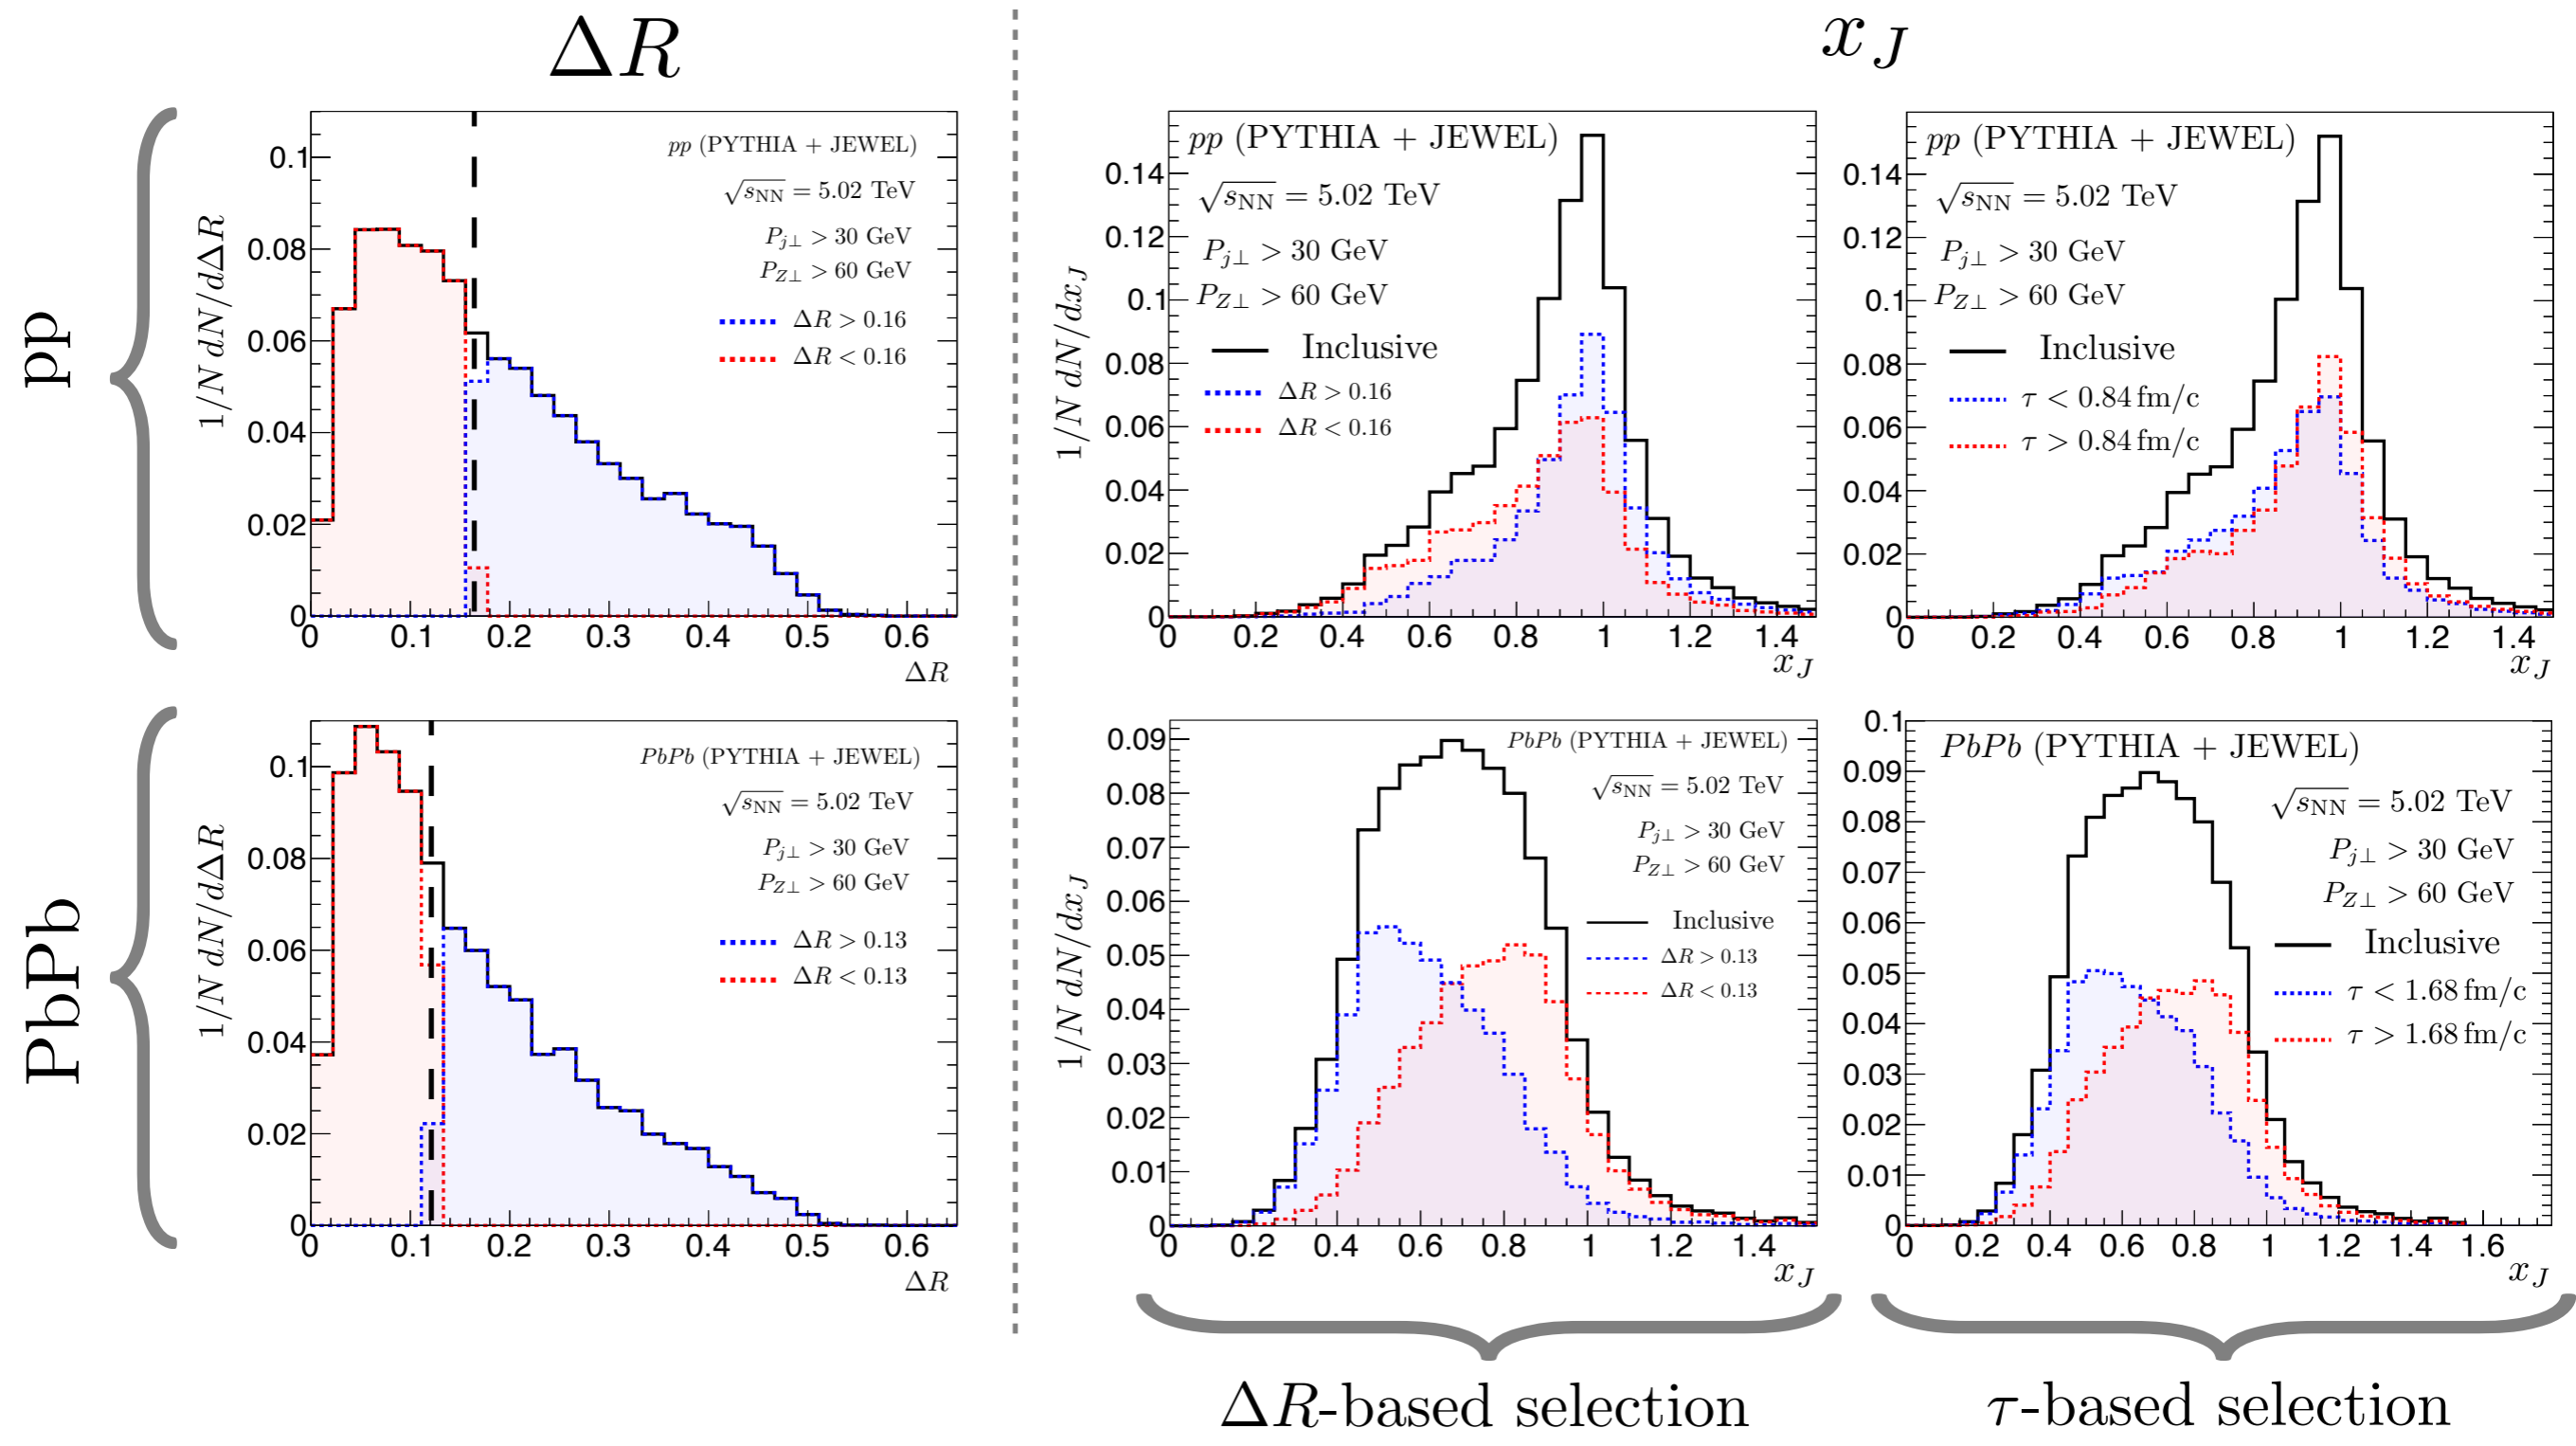 ΔR
x_J
pp
PbPb
1/N dN/dΔR
0.1
0.08
0.06
0.04
0.02
0
pp (PYTHIA + JEWEL)
√s_NN = 5.02 TeV
P_j⊥ > 30 GeV
P_Z⊥ > 60 GeV
ΔR > 0.16
ΔR < 0.16
0 0.1 0.2 0.3 0.4 0.5 0.6
ΔR
1/N dN/dx_J
0.14
0.12
0.1
0.08
0.06
0.04
0.02
0
pp (PYTHIA + JEWEL)
√s_NN = 5.02 TeV
P_j⊥ > 30 GeV
P_Z⊥ > 60 GeV
Inclusive
ΔR > 0.16
ΔR < 0.16
0 0.2 0.4 0.6 0.8 1 1.2 1.4
x_J
0.14
0.12
0.1
0.08
0.06
0.04
0.02
0
pp (PYTHIA + JEWEL)
√s_NN = 5.02 TeV
P_j⊥ > 30 GeV
P_Z⊥ > 60 GeV
Inclusive
τ < 0.84 fm/c
τ > 0.84 fm/c
0 0.2 0.4 0.6 0.8 1 1.2 1.4
x_J
1/N dN/dΔR
0.1
0.08
0.06
0.04
0.02
0
PbPb (PYTHIA + JEWEL)
√s_NN = 5.02 TeV
P_j⊥ > 30 GeV
P_Z⊥ > 60 GeV
ΔR > 0.13
ΔR < 0.13
0 0.1 0.2 0.3 0.4 0.5 0.6
ΔR
1/N dN/dx_J
0.09
0.08
0.07
0.06
0.05
0.04
0.03
0.02
0.01
0
PbPb (PYTHIA + JEWEL)
√s_NN = 5.02 TeV
P_j⊥ > 30 GeV
P_Z⊥ > 60 GeV
Inclusive
ΔR > 0.13
ΔR < 0.13
0 0.2 0.4 0.6 0.8 1 1.2 1.4
x_J
0.1
0.09
0.08
0.07
0.06
0.05
0.04
0.03
0.02
0.01
0
PbPb (PYTHIA + JEWEL)
√s_NN = 5.02 TeV
P_j⊥ > 30 GeV
P_Z⊥ > 60 GeV
Inclusive
τ < 1.68 fm/c
τ > 1.68 fm/c
0 0.2 0.4 0.6 0.8 1 1.2 1.4 1.6
x_J
ΔR-based selection
τ-based selection